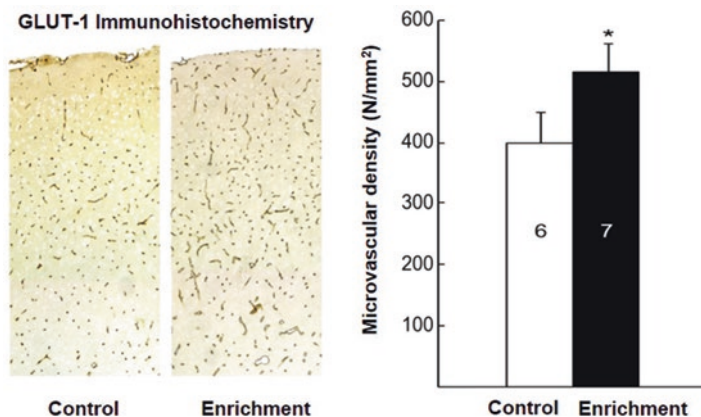 GLUT-1 Immunohistochemistry
Control
Enrichment
Microvascular density (N/mm²)
600
500
400
300
200
100
*
6
7
Control
Enrichment